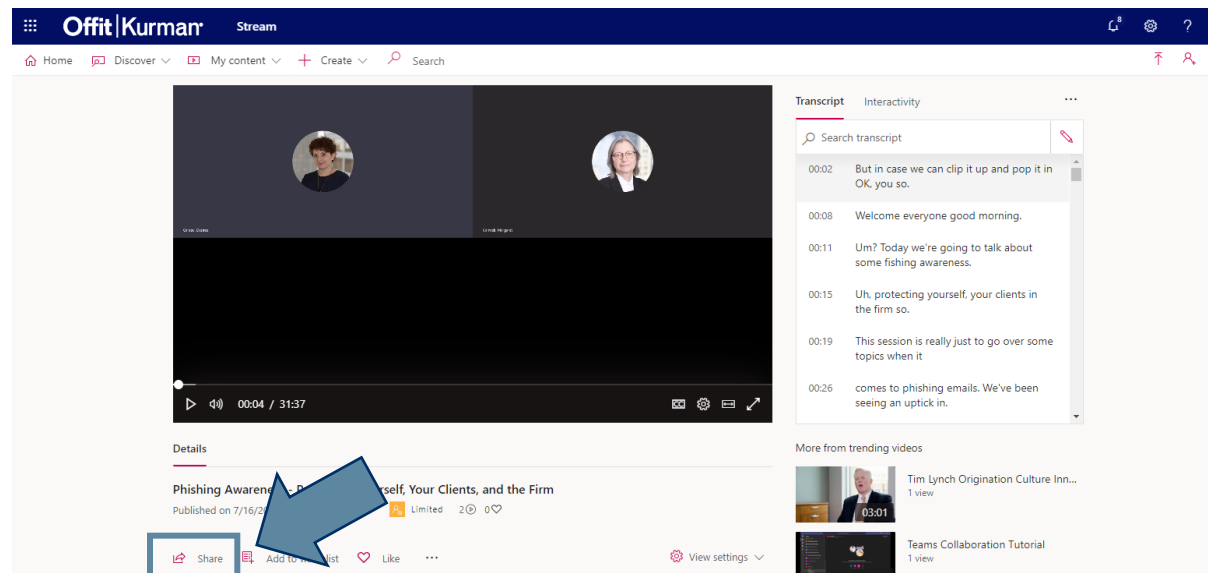 Offit|Kurman Stream 8 ?
Home Discover My content Create Search
Transcript Interactivity
Search transcript
00:02 But in case we can clip it up and pop it in
OK, you so.
00:08 Welcome everyone good morning.
00:11 Um? Today we're going to talk about
some fishing awareness.
00:15 Uh, protecting yourself, your clients in
the firm so.
00:19 This session is really just to go over some
topics when it
00:26 comes to phishing emails. We've been
seeing an uptick in.
00:04 / 31:37 CC
Details
Phishing Awarene rself, Your Clients, and the Firm
Published on 7/16/2 Limited 2 0
Share Add to list Like ... View settings
More from trending videos
Tim Lynch Origination Culture Inn...
1 view
03:01
Teams Collaboration Tutorial
1 view